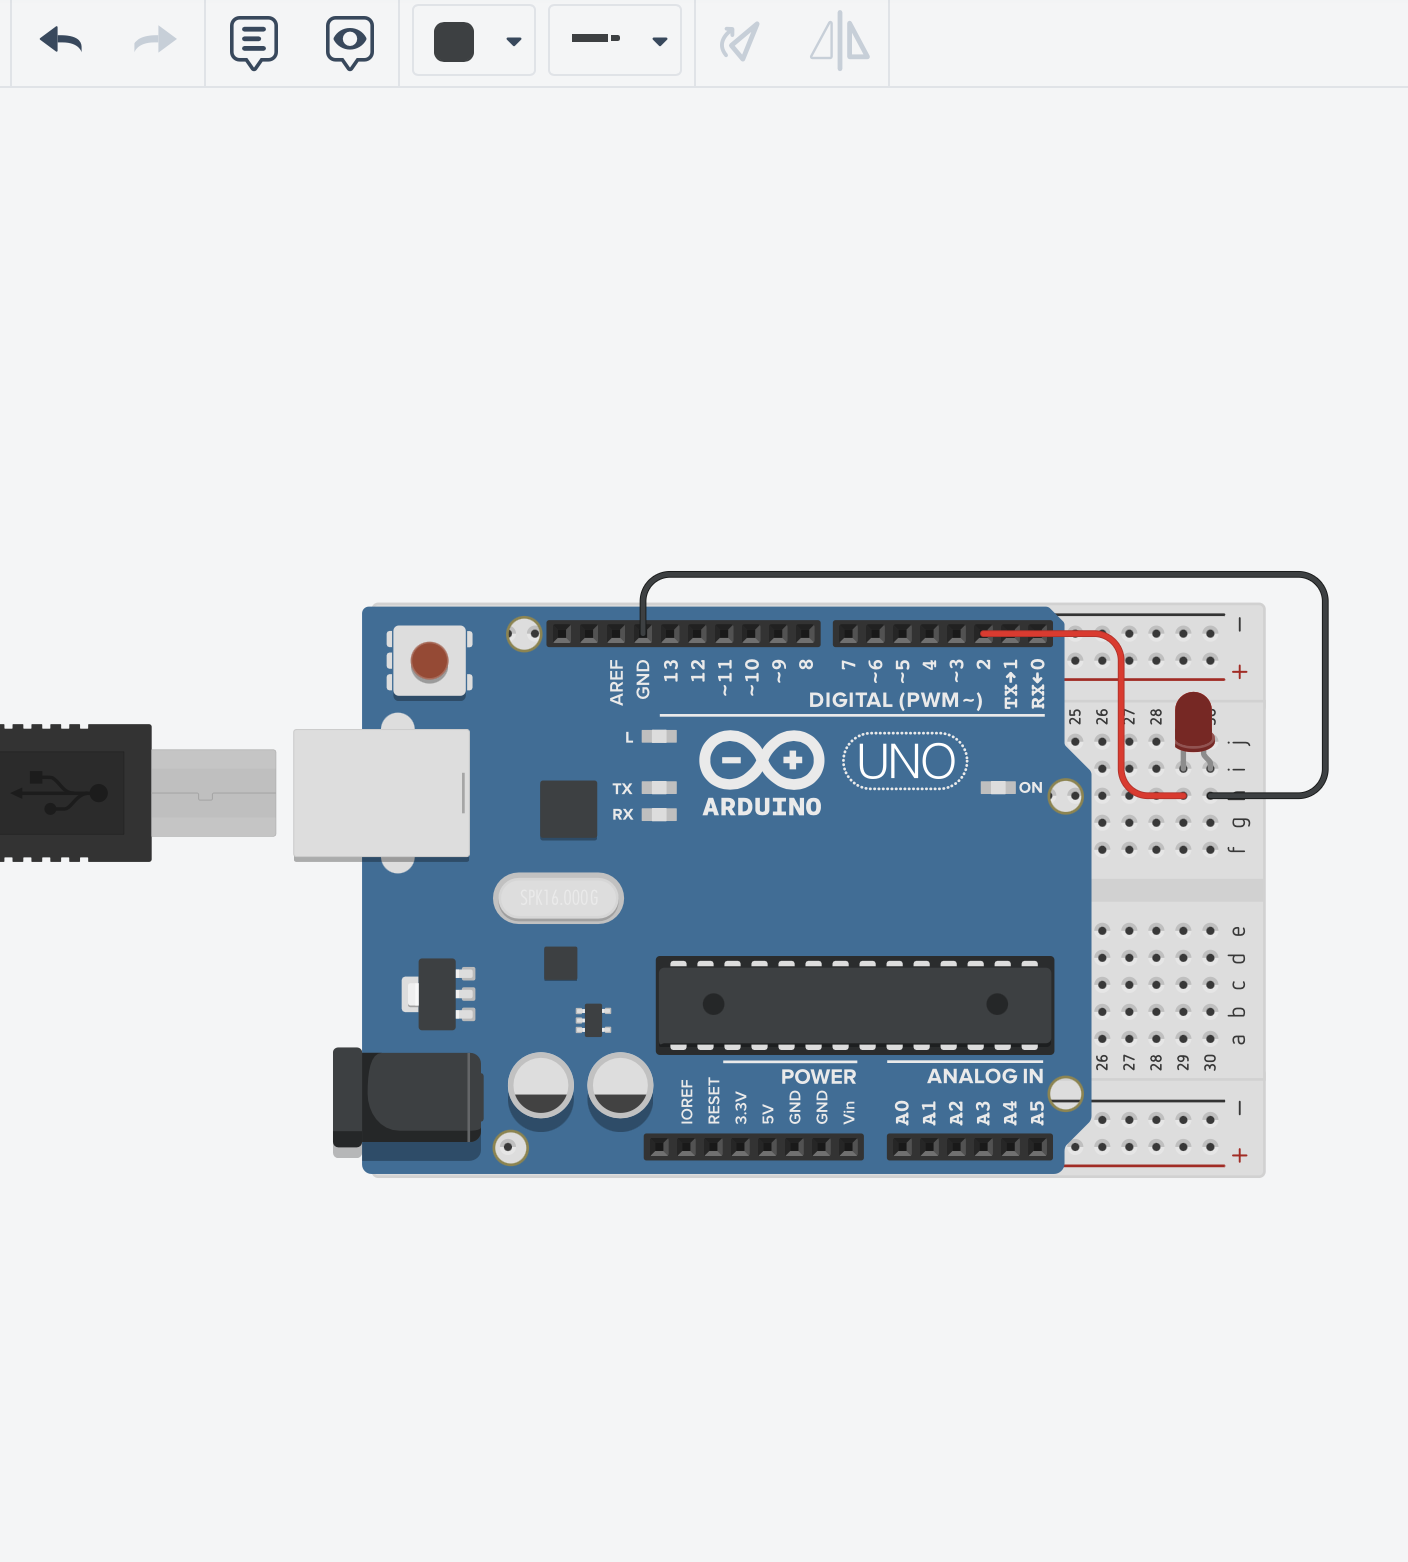 AREF
GND
13
12
~11
~10
~9
8
7
~6
~5
4
~3
2
TX→1
RX←0
DIGITAL (PWM~)
−
+
25
26
27
28
30
j
i
h
g
f
L
TX
RX
ARDUINO
UNO
ON
SPKT6.000G
e
d
c
b
a
26
27
28
29
30
POWER
ANALOG IN
IOREF
RESET
3.3V
5V
GND
GND
Vin
A0
A1
A2
A3
A4
A5
−
+